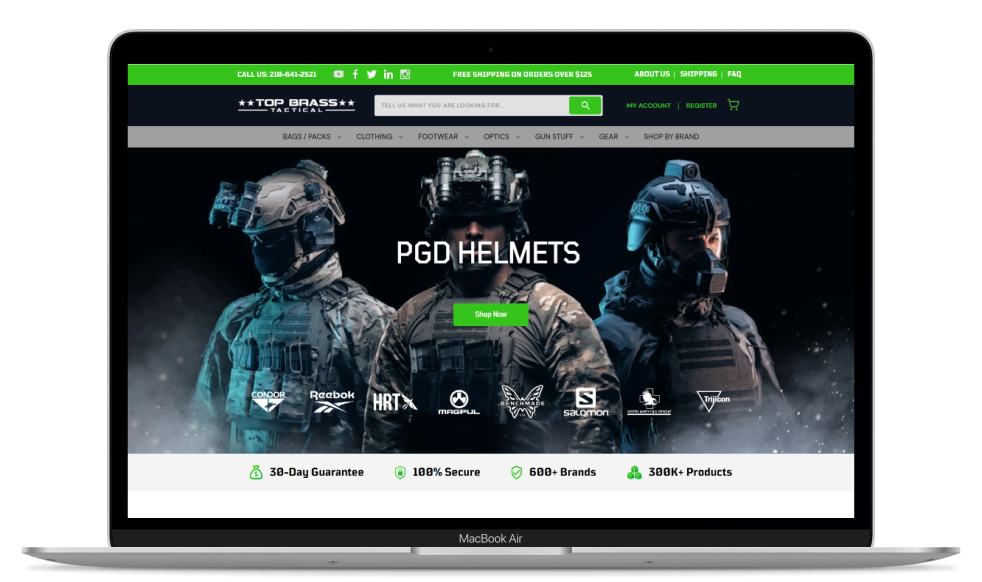 CALL US: 210-641-2521 FREE SHIPPING ON ORDERS OVER $125 ABOUT US | SHIPPING | FAQ
★★TOP BRASS★★
TACTICAL
TELL US WHAT YOU ARE LOOKING FOR..
MY ACCOUNT | REGISTER
BAGS / PACKS CLOTHING FOOTWEAR OPTICS GUN STUFF GEAR SHOP BY BRAND
PGD HELMETS
Shop Now
CONDOR Reebok HRT MAGPUL BENCHMADE SALOMON Trijicon
30-Day Guarantee 100% Secure 600+ Brands 300K+ Products
MacBook Air